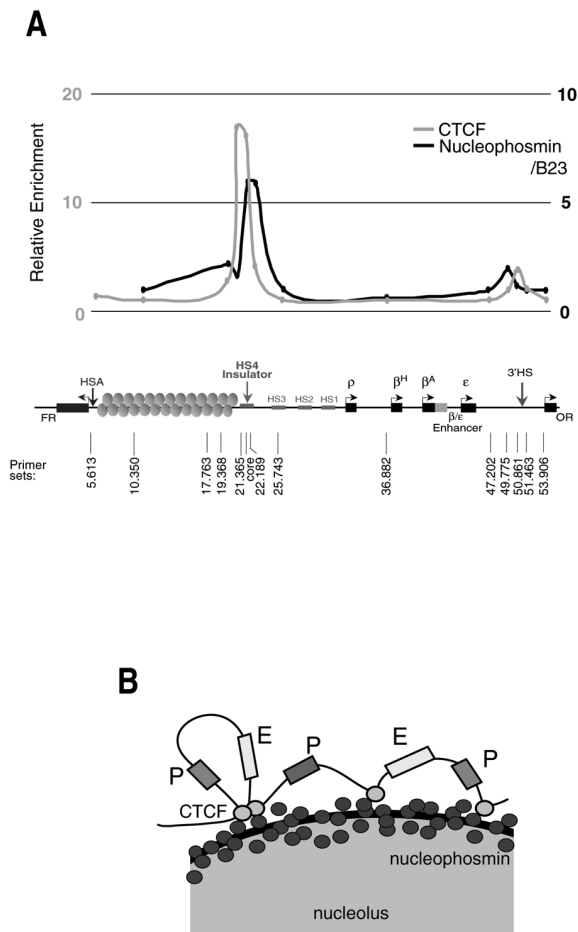 A
20
10
0
Relative Enrichment
10
5
0
CTCF
Nucleophosmin
/B23
HSA
HS4
Insulator
HS3
HS2
HS1
ρ
βH
βA
ε
3'HS
FR
β/ε
Enhancer
OR
Primer
sets:
5.613
10.350
17.763
19.368
21.365
core
22.189
25.743
36.882
47.202
49.775
50.861
51.463
53.906
B
P
E
P
E
P
CTCF
nucleophosmin
nucleolus